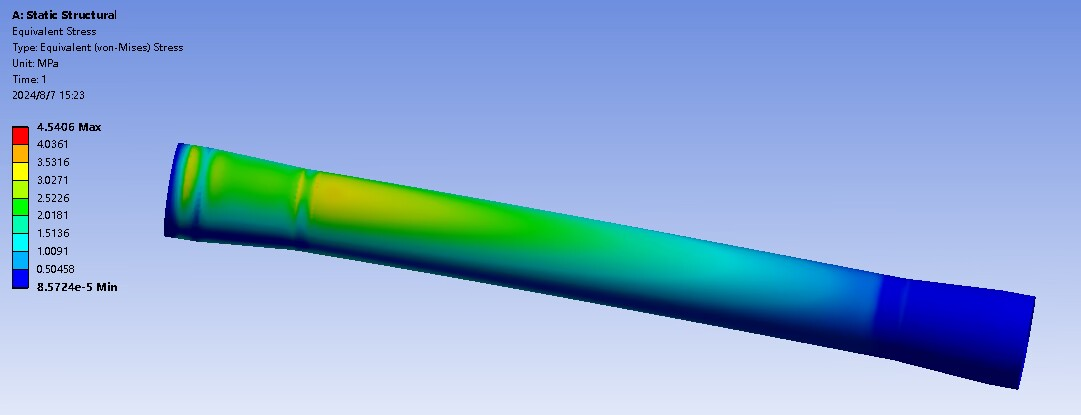 A: Static Structural
Equivalent Stress
Type: Equivalent (von-Mises) Stress
Unit: MPa
Time: 1
2024/8/7 15:23
4.5406 Max
4.0361
3.5316
3.0271
2.5226
2.0181
1.5136
1.0091
0.50458
8.5724e-5 Min